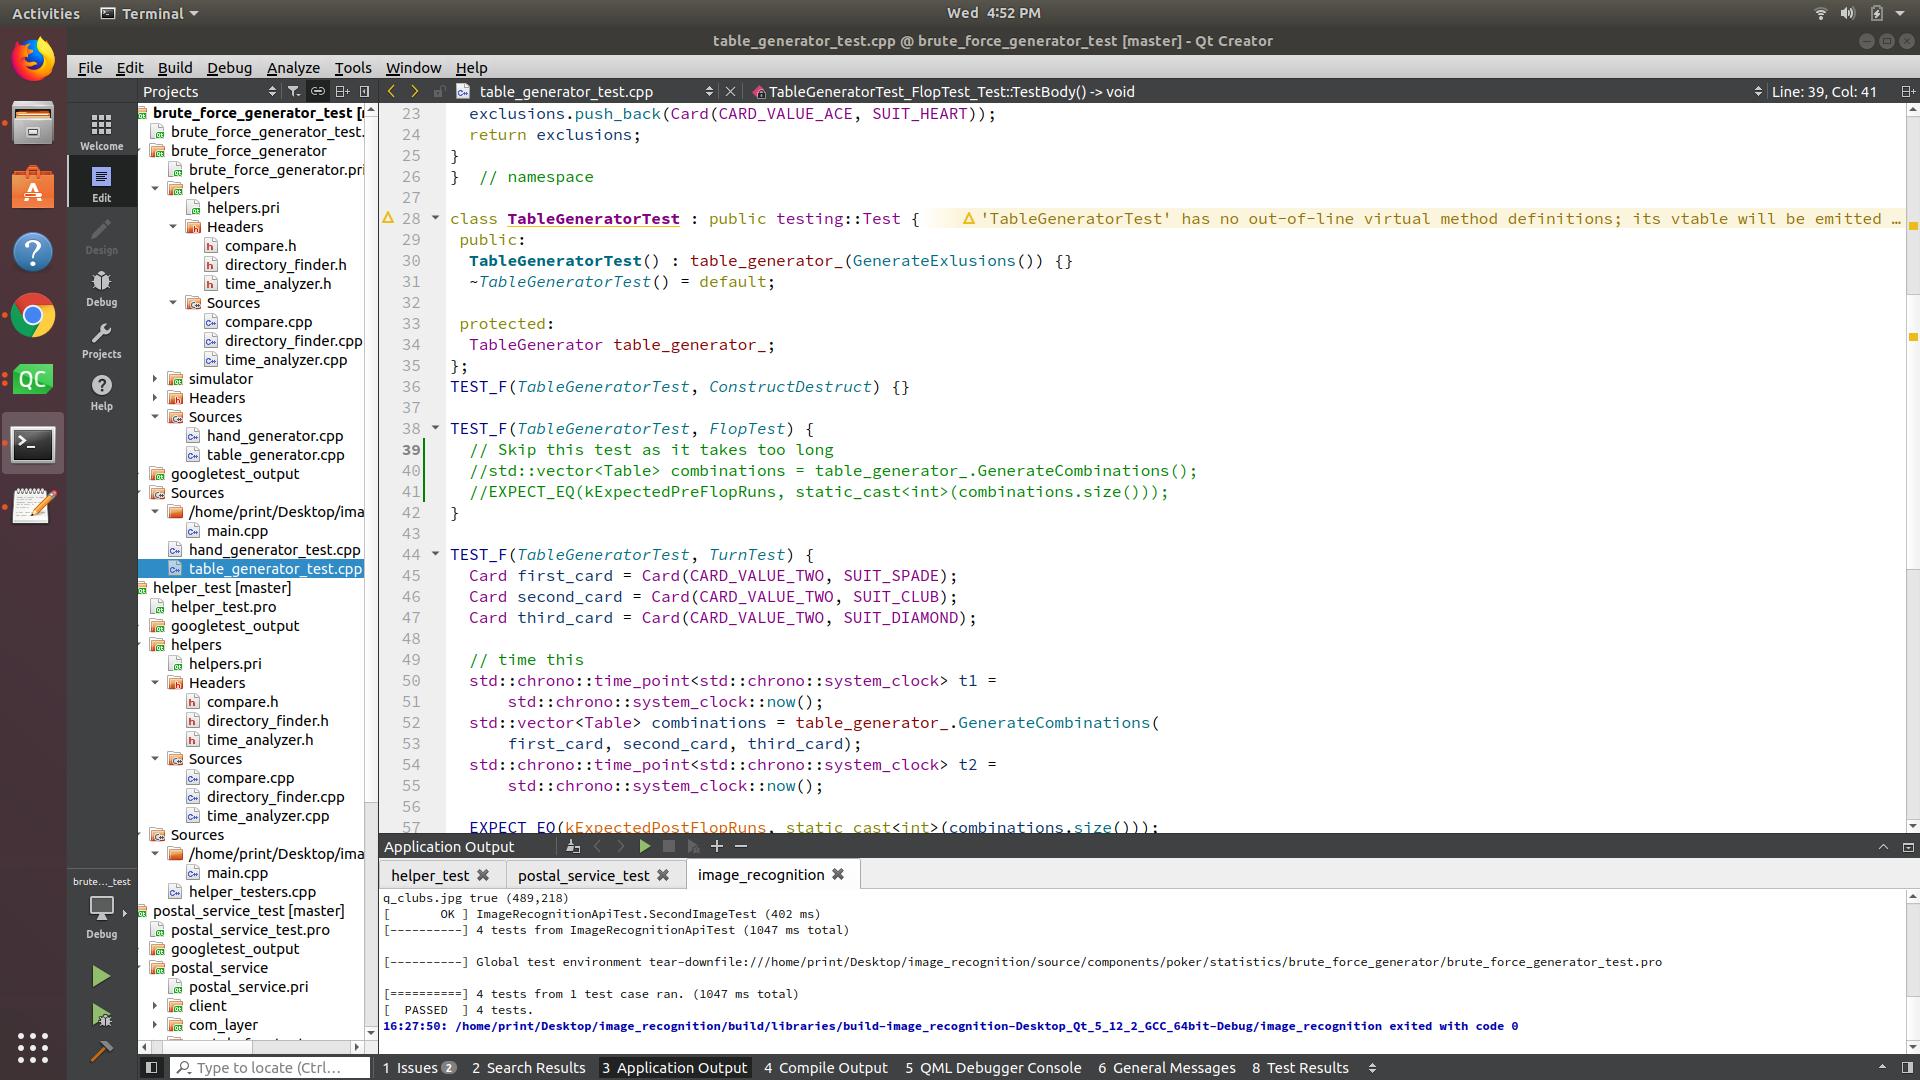 Activities
Terminal
Wed 4:52 PM
table_generator_test.cpp @ brute_force_generator_test [master] - Qt Creator
File Edit Build Debug Analyze Tools Window Help
Projects
table_generator_test.cpp
TableGeneratorTest_FlopTest_Test::TestBody() -> void
Line: 39, Col: 41
Welcome
Edit
Design
Debug
Projects
Help
brute..._test
Debug
brute_force_generator_test [
brute_force_generator_test.
brute_force_generator
brute_force_generator.pri
helpers
helpers.pri
Headers
compare.h
directory_finder.h
time_analyzer.h
Sources
compare.cpp
directory_finder.cpp
time_analyzer.cpp
simulator
Headers
Sources
hand_generator.cpp
table_generator.cpp
googletest_output
Sources
/home/print/Desktop/ima
main.cpp
hand_generator_test.cpp
table_generator_test.cpp
helper_test [master]
helper_test.pro
googletest_output
helpers
helpers.pri
Headers
compare.h
directory_finder.h
time_analyzer.h
Sources
compare.cpp
directory_finder.cpp
time_analyzer.cpp
Sources
/home/print/Desktop/ima
main.cpp
helper_testers.cpp
postal_service_test [master]
postal_service_test.pro
googletest_output
postal_service
postal_service.pri
client
com_layer
23 exclusions.push_back(Card(CARD_VALUE_ACE, SUIT_HEART));
24 return exclusions;
25 }
26 } // namespace
27
28 class TableGeneratorTest : public testing::Test { 'TableGeneratorTest' has no out-of-line virtual method definitions; its vtable will be emitted …
29 public:
30 TableGeneratorTest() : table_generator_(GenerateExlusions()) {}
31 ~TableGeneratorTest() = default;
32
33 protected:
34 TableGenerator table_generator_;
35 };
36 TEST_F(TableGeneratorTest, ConstructDestruct) {}
37
38 TEST_F(TableGeneratorTest, FlopTest) {
39 // Skip this test as it takes too long
40 //std::vector<Table> combinations = table_generator_.GenerateCombinations();
41 //EXPECT_EQ(kExpectedPreFlopRuns, static_cast<int>(combinations.size()));
42 }
43
44 TEST_F(TableGeneratorTest, TurnTest) {
45 Card first_card = Card(CARD_VALUE_TWO, SUIT_SPADE);
46 Card second_card = Card(CARD_VALUE_TWO, SUIT_CLUB);
47 Card third_card = Card(CARD_VALUE_TWO, SUIT_DIAMOND);
48
49 // time this
50 std::chrono::time_point<std::chrono::system_clock> t1 =
51 std::chrono::system_clock::now();
52 std::vector<Table> combinations = table_generator_.GenerateCombinations(
53 first_card, second_card, third_card);
54 std::chrono::time_point<std::chrono::system_clock> t2 =
55 std::chrono::system_clock::now();
56
57 EXPECT_EQ(kExpectedPostFlopRuns, static_cast<int>(combinations.size()));
Application Output
helper_test
postal_service_test
image_recognition
q_clubs.jpg true (489,218)
[ OK ] ImageRecognitionApiTest.SecondImageTest (402 ms)
[----------] 4 tests from ImageRecognitionApiTest (1047 ms total)
[----------] Global test environment tear-downfile:///home/print/Desktop/image_recognition/source/components/poker/statistics/brute_force_generator/brute_force_generator_test.pro
[==========] 4 tests from 1 test case ran. (1047 ms total)
[ PASSED ] 4 tests.
16:27:50: /home/print/Desktop/image_recognition/build/libraries/build-image_recognition-Desktop_Qt_5_12_2_GCC_64bit-Debug/image_recognition exited with code 0
Type to locate (Ctrl...
1 Issues 2
2 Search Results
3 Application Output
4 Compile Output
5 QML Debugger Console
6 General Messages
8 Test Results